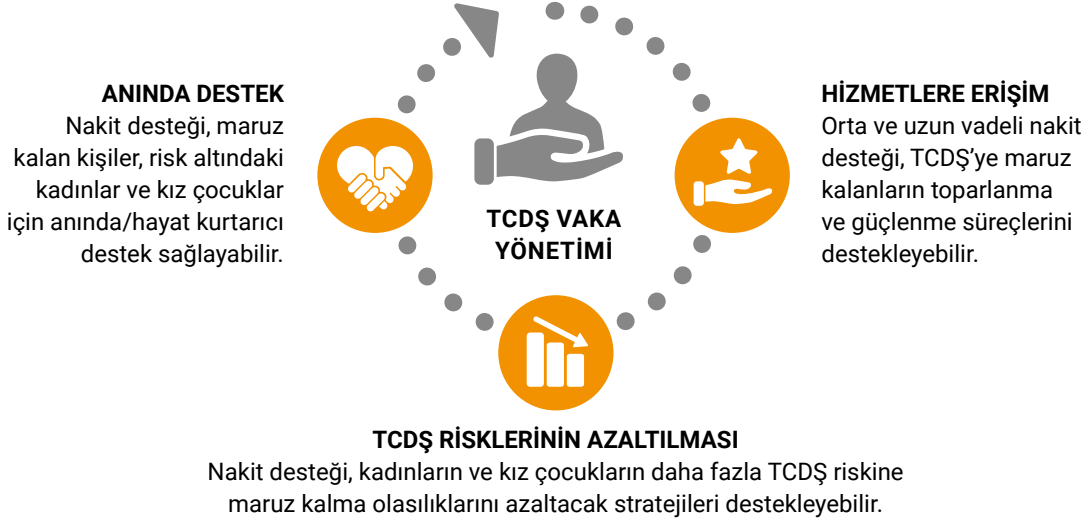 ANINDA DESTEK
Nakit desteği, maruz
kalan kişiler, risk altındaki
kadınlar ve kız çocuklar
için anında/hayat kurtarıcı
destek sağlayabilir.
TCDŞ VAKA
YÖNETİMİ
HİZMETLERE ERİŞİM
Orta ve uzun vadeli nakit
desteği, TCDŞ’ye maruz
kalanların toparlanma
ve güçlenme süreçlerini
destekleyebilir.
TCDŞ RİSKLERİNİN AZALTILMASI
Nakit desteği, kadınların ve kız çocukların daha fazla TCDŞ riskine
maruz kalma olasılıklarını azaltacak stratejileri destekleyebilir.